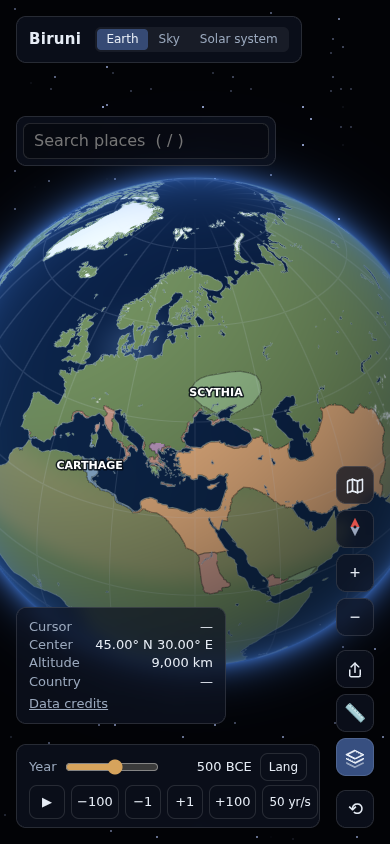 Biruni Earth Sky Solar system
Search places ( / )
SCYTHIA
CARTHAGE
Cursor —
Center 45.00° N 30.00° E
Altitude 9,000 km
Country —
Data credits
Year 500 BCE Lang
▶ −100 −1 +1 +100 50 yr/s
+
−